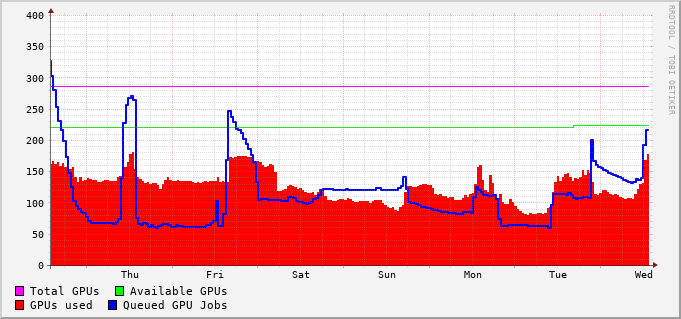 RRDTOOL / TOBI OETIKER
400
350
300
250
200
150
100
50
0
Thu Fri Sat Sun Mon Tue Wed
Total GPUs Available GPUs
GPUs used Queued GPU Jobs